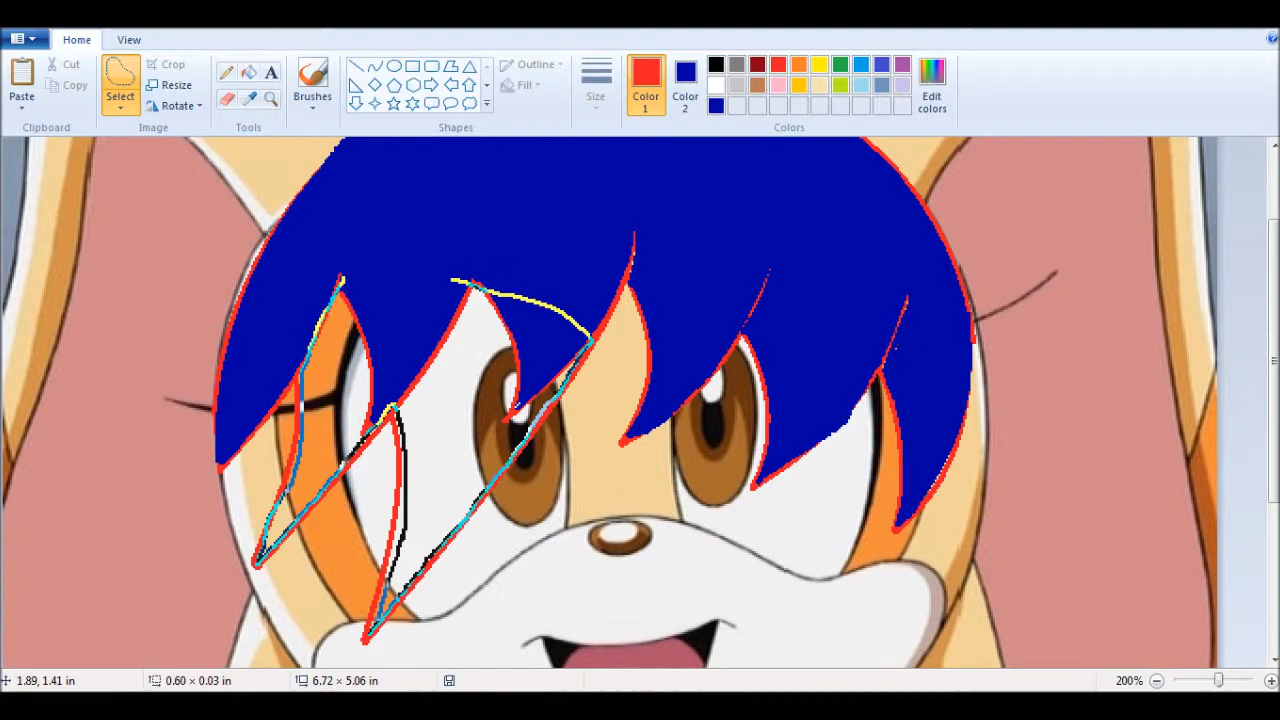 Home View
Paste
Cut
Copy
Clipboard
Select
Crop
Resize
Rotate
Image
A
Tools
Brushes
Outline
Fill
Shapes
Size
Color
1
Color
2
Edit
colors
Colors
1.89, 1.41 in
0.60 × 0.03 in
6.72 × 5.06 in
200%